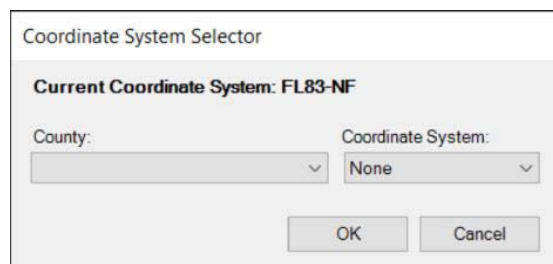 Coordinate System Selector
Current Coordinate System: FL83-NF
County:
Coordinate System:
None
OK
Cancel